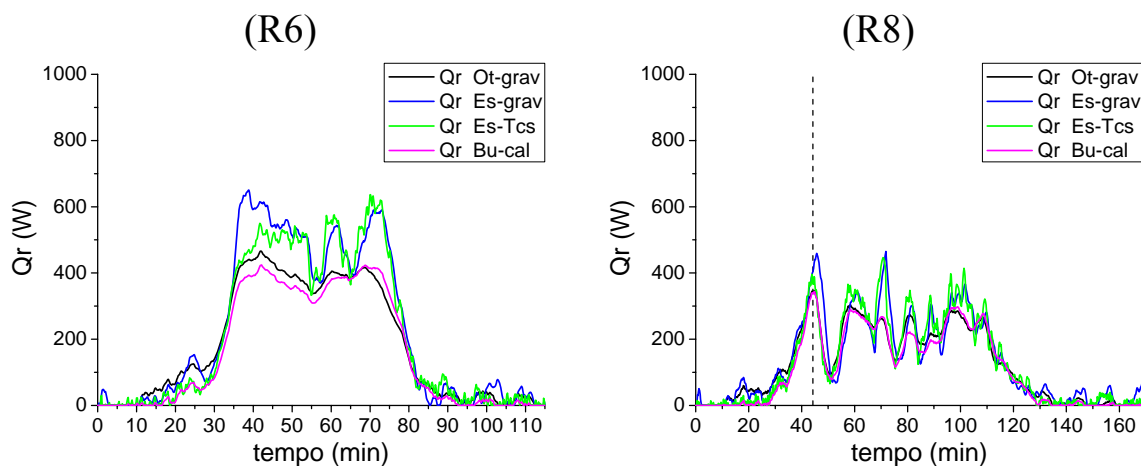 (R6)
1000
800
600
400
200
0
Qr (W)
0 10 20 30 40 50 60 70 80 90 100 110
tempo (min)
Qr Ot-grav
Qr Es-grav
Qr Es-Tcs
Qr Bu-cal
(R8)
1000
800
600
400
200
0
Qr (W)
0 20 40 60 80 100 120 140 160
tempo (min)
Qr Ot-grav
Qr Es-grav
Qr Es-Tcs
Qr Bu-cal